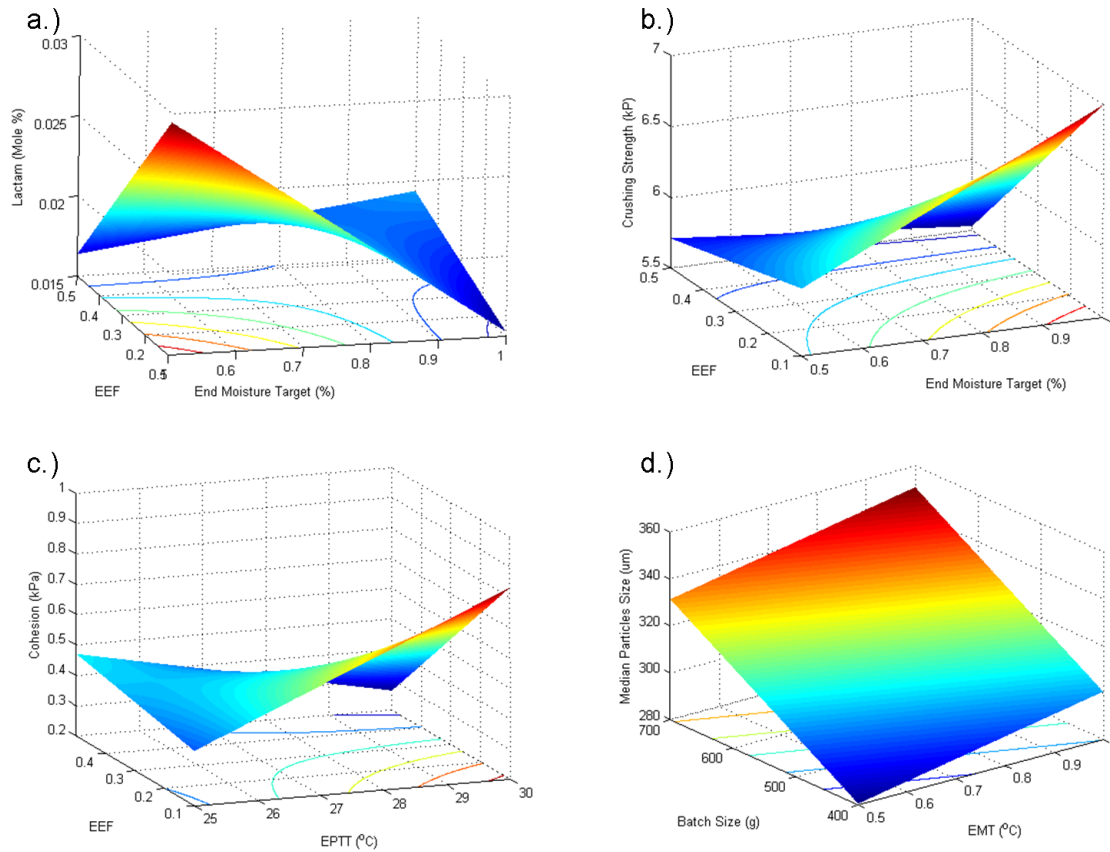 a.)
0.03
0.025
0.02
0.015
Lactam (Mole %)
0.5
0.4
0.3
0.2
EEF
0.6 0.7 0.8 0.9 1
End Moisture Target (%)
b.)
7
6.5
6
5.5
Crushing Strength (kP)
0.5
0.4
0.3
0.2
0.1
EEF
0.5 0.6 0.7 0.8 0.9
End Moisture Target (%)
c.)
1
0.9
0.8
0.7
0.6
0.5
0.4
0.3
0.2
Cohesion (kPa)
0.4
0.3
0.2
0.1
EEF
25 26 27 28 29 30
EPTT (°C)
d.)
360
340
320
300
280
Median Particles Size (um)
700
600
500
400
Batch Size (g)
0.5 0.6 0.7 0.8 0.9
EMT (°C)